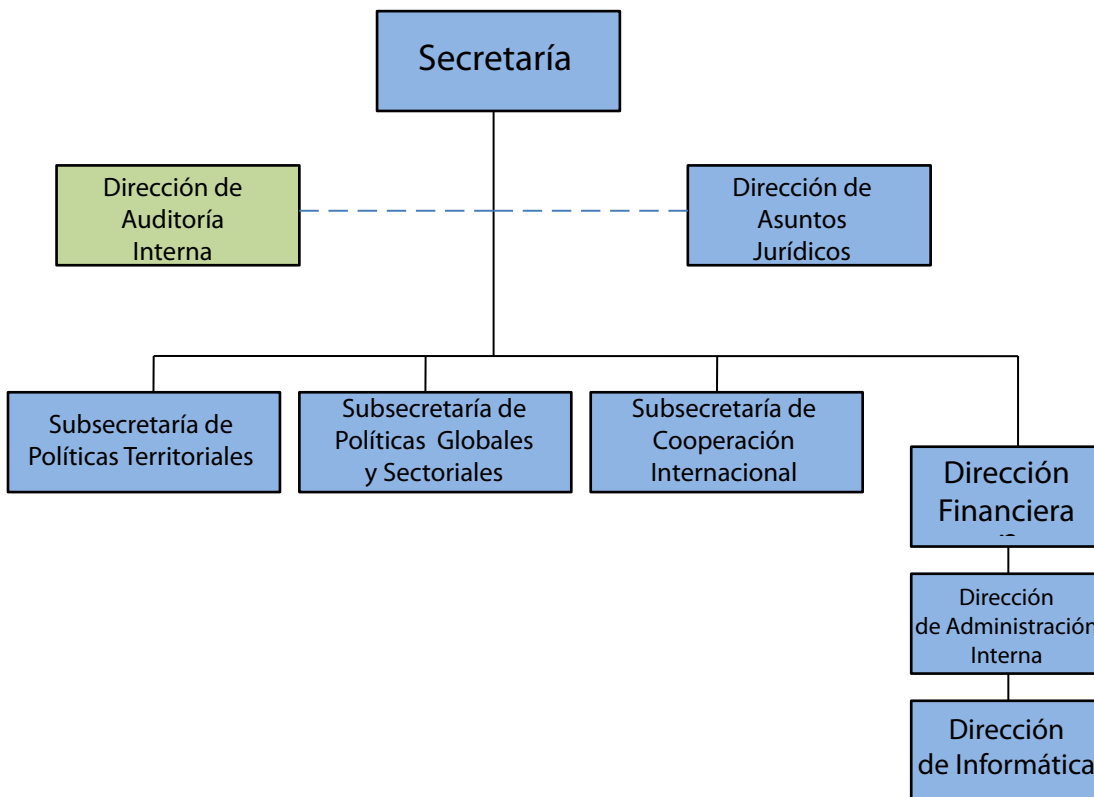 Secretaría
Dirección de
Auditoría
Interna
Dirección de
Asuntos
Jurídicos
Subsecretaría de
Políticas Territoriales
Subsecretaría de
Políticas Globales
y Sectoriales
Subsecretaría de
Cooperación
Internacional
Dirección
Financiera
Dirección
de Administración
Interna
Dirección
de Informática